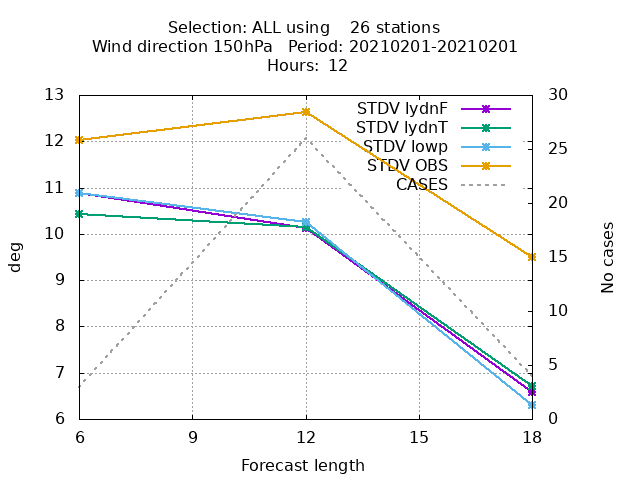 Selection: ALL using    26 stations
Wind direction 150hPa   Period: 20210201-20210201
Hours:  12
STDV lydnF
STDV lydnT
STDV lowp
STDV OBS
CASES
13
12
11
10
9
8
7
6
deg
30
25
20
15
10
5
0
No cases
6 9 12 15 18
Forecast length